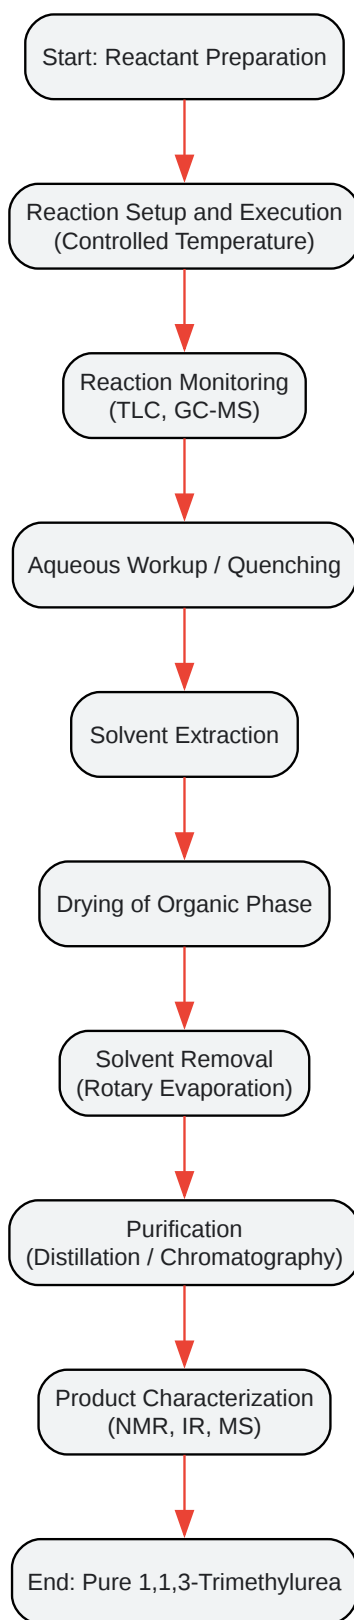 Start: Reactant Preparation
Reaction Setup and Execution
(Controlled Temperature)
Reaction Monitoring
(TLC, GC-MS)
Aqueous Workup / Quenching
Solvent Extraction
Drying of Organic Phase
Solvent Removal
(Rotary Evaporation)
Purification
(Distillation / Chromatography)
Product Characterization
(NMR, IR, MS)
End: Pure 1,1,3-Trimethylurea